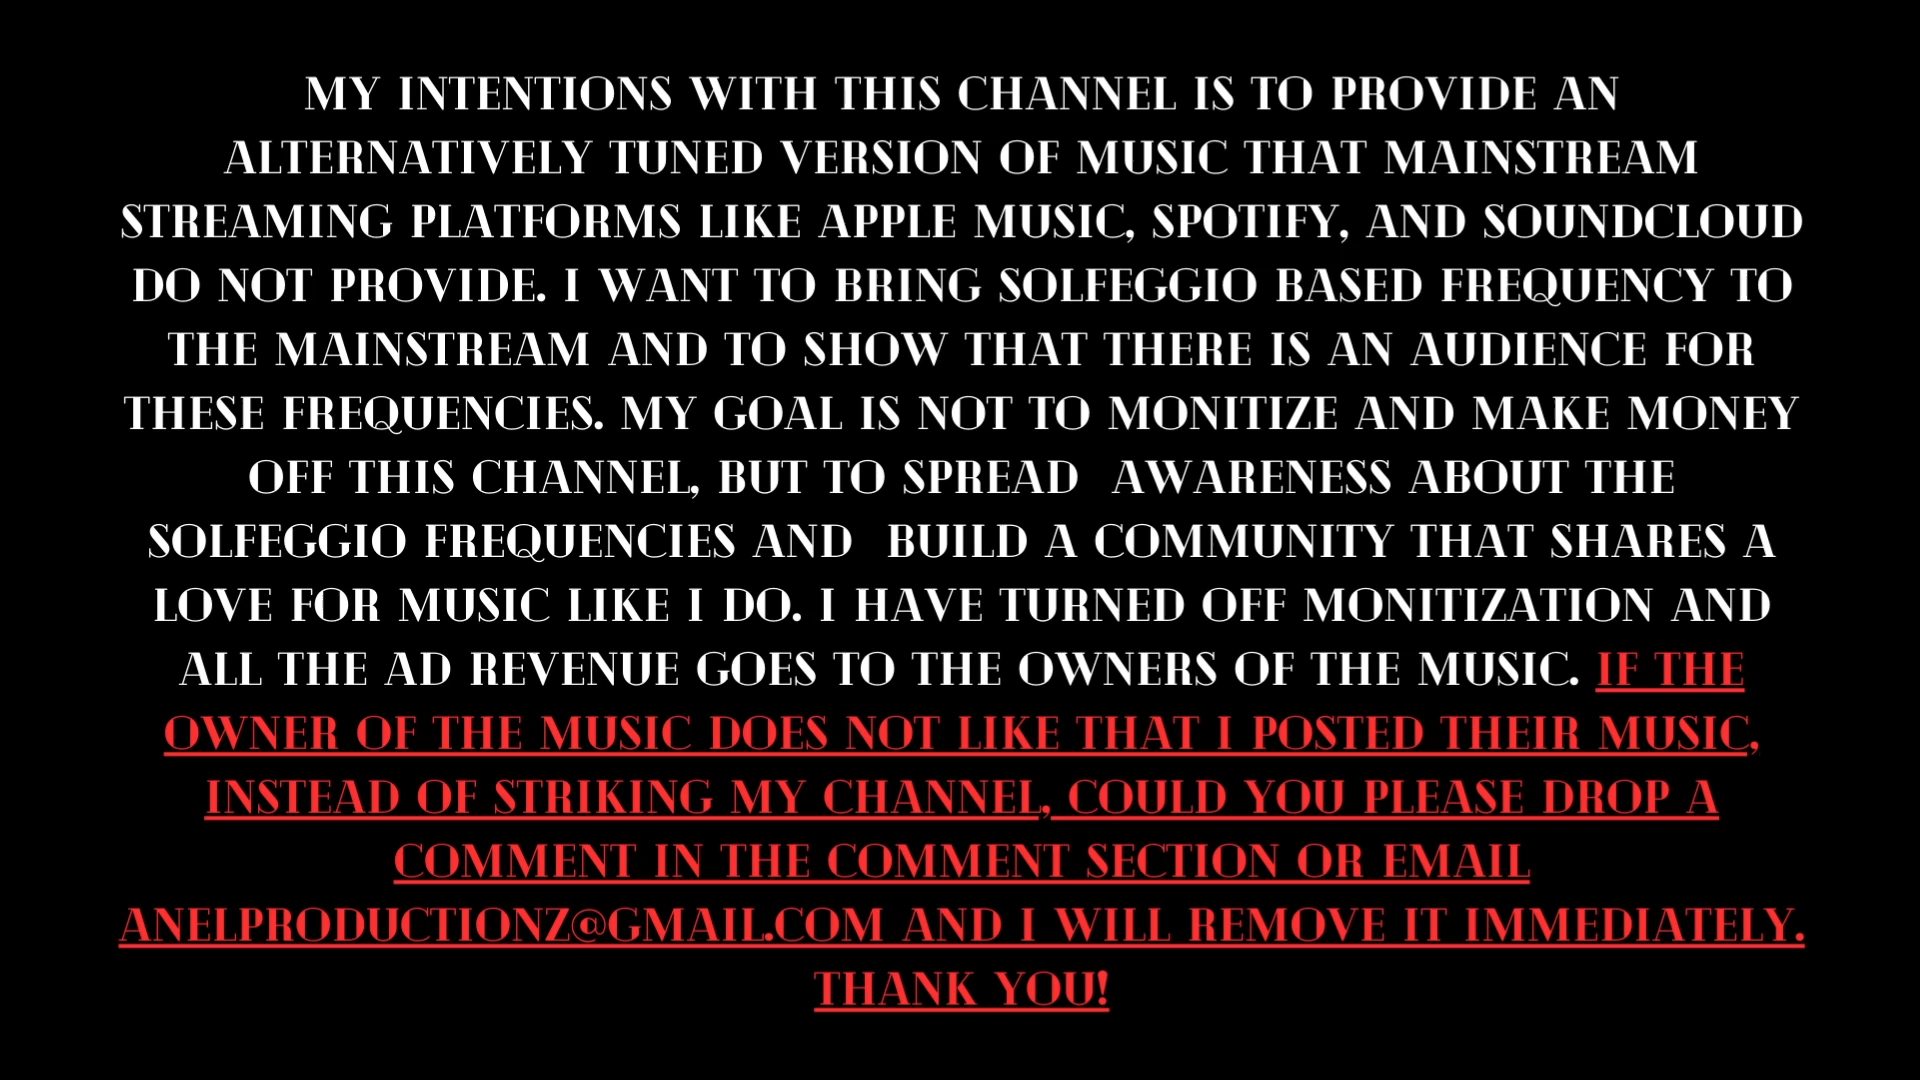 MY INTENTIONS WITH THIS CHANNEL IS TO PROVIDE AN
ALTERNATIVELY TUNED VERSION OF MUSIC THAT MAINSTREAM
STREAMING PLATFORMS LIKE APPLE MUSIC, SPOTIFY, AND SOUNDCLOUD
DO NOT PROVIDE. I WANT TO BRING SOLFEGGIO BASED FREQUENCY TO
THE MAINSTREAM AND TO SHOW THAT THERE IS AN AUDIENCE FOR
THESE FREQUENCIES. MY GOAL IS NOT TO MONITIZE AND MAKE MONEY
OFF THIS CHANNEL, BUT TO SPREAD  AWARENESS ABOUT THE
SOLFEGGIO FREQUENCIES AND  BUILD A COMMUNITY THAT SHARES A
LOVE FOR MUSIC LIKE I DO. I HAVE TURNED OFF MONITIZATION AND
ALL THE AD REVENUE GOES TO THE OWNERS OF THE MUSIC. IF THE
OWNER OF THE MUSIC DOES NOT LIKE THAT I POSTED THEIR MUSIC,
INSTEAD OF STRIKING MY CHANNEL, COULD YOU PLEASE DROP A
COMMENT IN THE COMMENT SECTION OR EMAIL
ANELPRODUCTIONZ@GMAIL.COM AND I WILL REMOVE IT IMMEDIATELY.
THANK YOU!